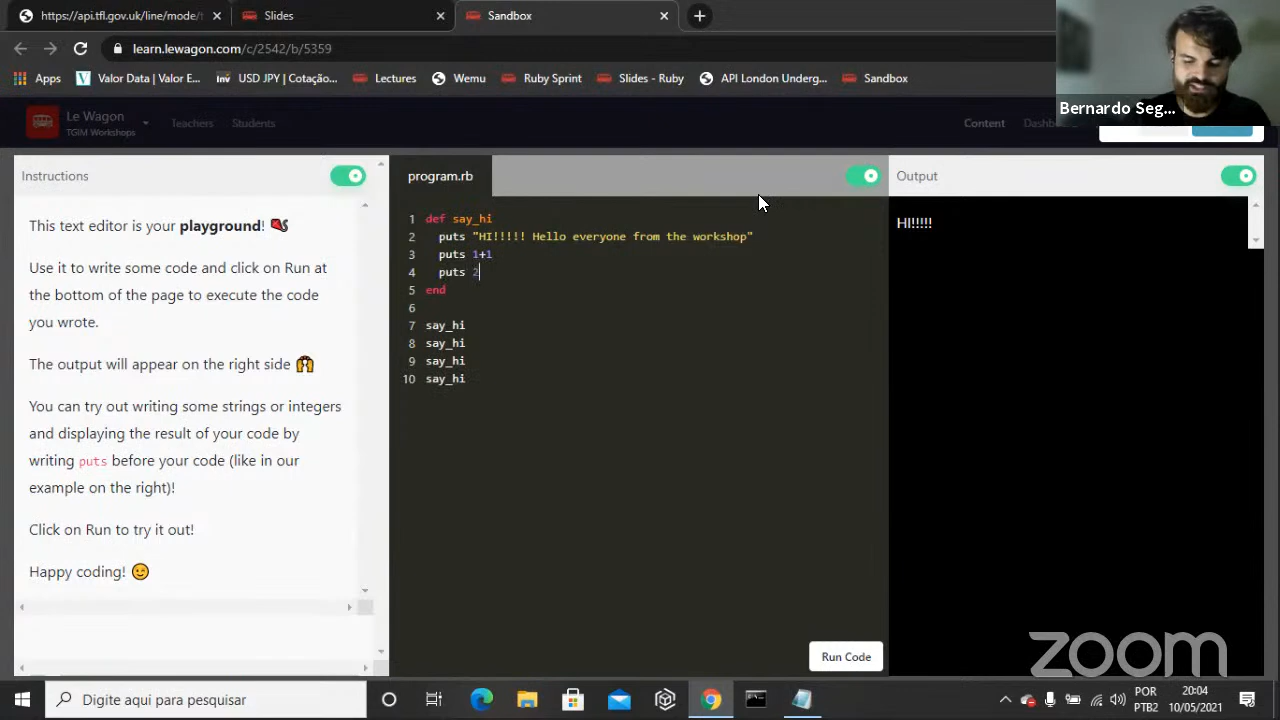 https://api.tfl.gov.uk/line/mode/
Slides
Sandbox
learn.lewagon.com/c/2542/b/5359
Apps
Valor Data | Valor E...
inv
USD JPY | Cotação...
Lectures
Wemu
Ruby Sprint
Slides - Ruby
API London Underg...
Sandbox
Bernardo Seg...
Le Wagon
TGIM Workshops
Teachers
Students
Content
Instructions
This text editor is your playground!
Use it to write some code and click on Run at
the bottom of the page to execute the code
you wrote.
The output will appear on the right side
You can try out writing some strings or integers
and displaying the result of your code by
writing puts before your code (like in our
example on the right)!
Click on Run to try it out!
Happy coding!
program.rb
1 def say_hi
2 puts "HI!!!!! Hello everyone from the workshop"
3 puts 1+1
4 puts 2
5 end
6
7 say_hi
8 say_hi
9 say_hi
10 say_hi
Run Code
Output
HI!!!!!
zoom
Digite aqui para pesquisar
POR
PTB2
20:04
10/05/2021